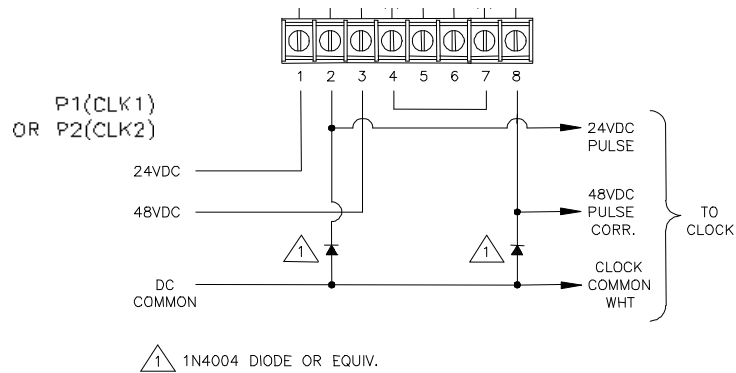 1 2 3 4 5 6 7 8
P1(CLK1)
OR P2(CLK2)
24VDC
PULSE
24VDC
48VDC
48VDC
PULSE
CORR.
TO
CLOCK
1
1
DC
COMMON
CLOCK
COMMON
WHT
1 1N4004 DIODE OR EQUIV.